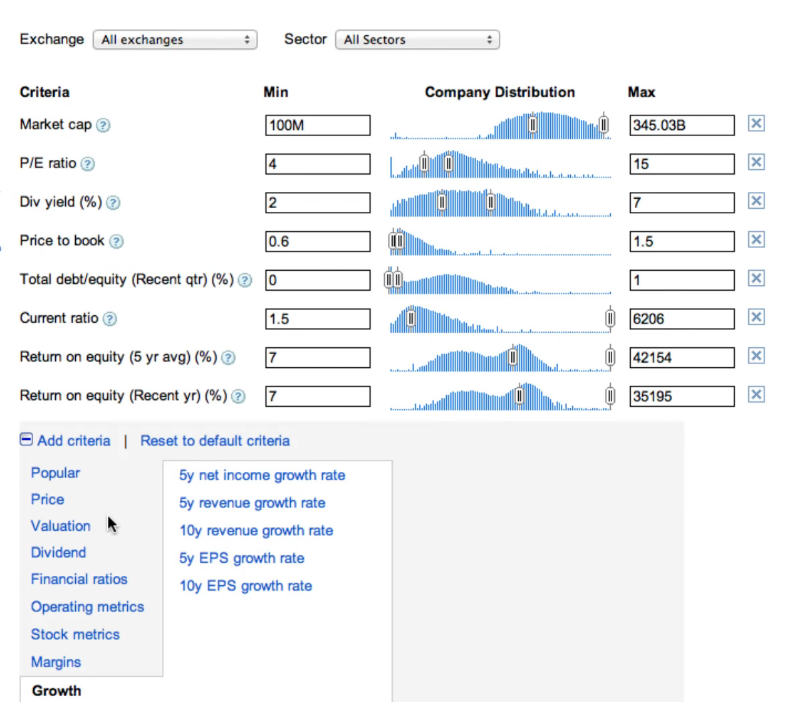 Exchange All exchanges Sector All Sectors
Criteria Min Company Distribution Max
Market cap ? 100M 345.03B
P/E ratio ? 4 15
Div yield (%) ? 2 7
Price to book ? 0.6 1.5
Total debt/equity (Recent qtr) (%) ? 0 1
Current ratio ? 1.5 6206
Return on equity (5 yr avg) (%) ? 7 42154
Return on equity (Recent yr) (%) ? 7 35195
Add criteria | Reset to default criteria
Popular
Price
Valuation
Dividend
Financial ratios
Operating metrics
Stock metrics
Margins
Growth
5y net income growth rate
5y revenue growth rate
10y revenue growth rate
5y EPS growth rate
10y EPS growth rate